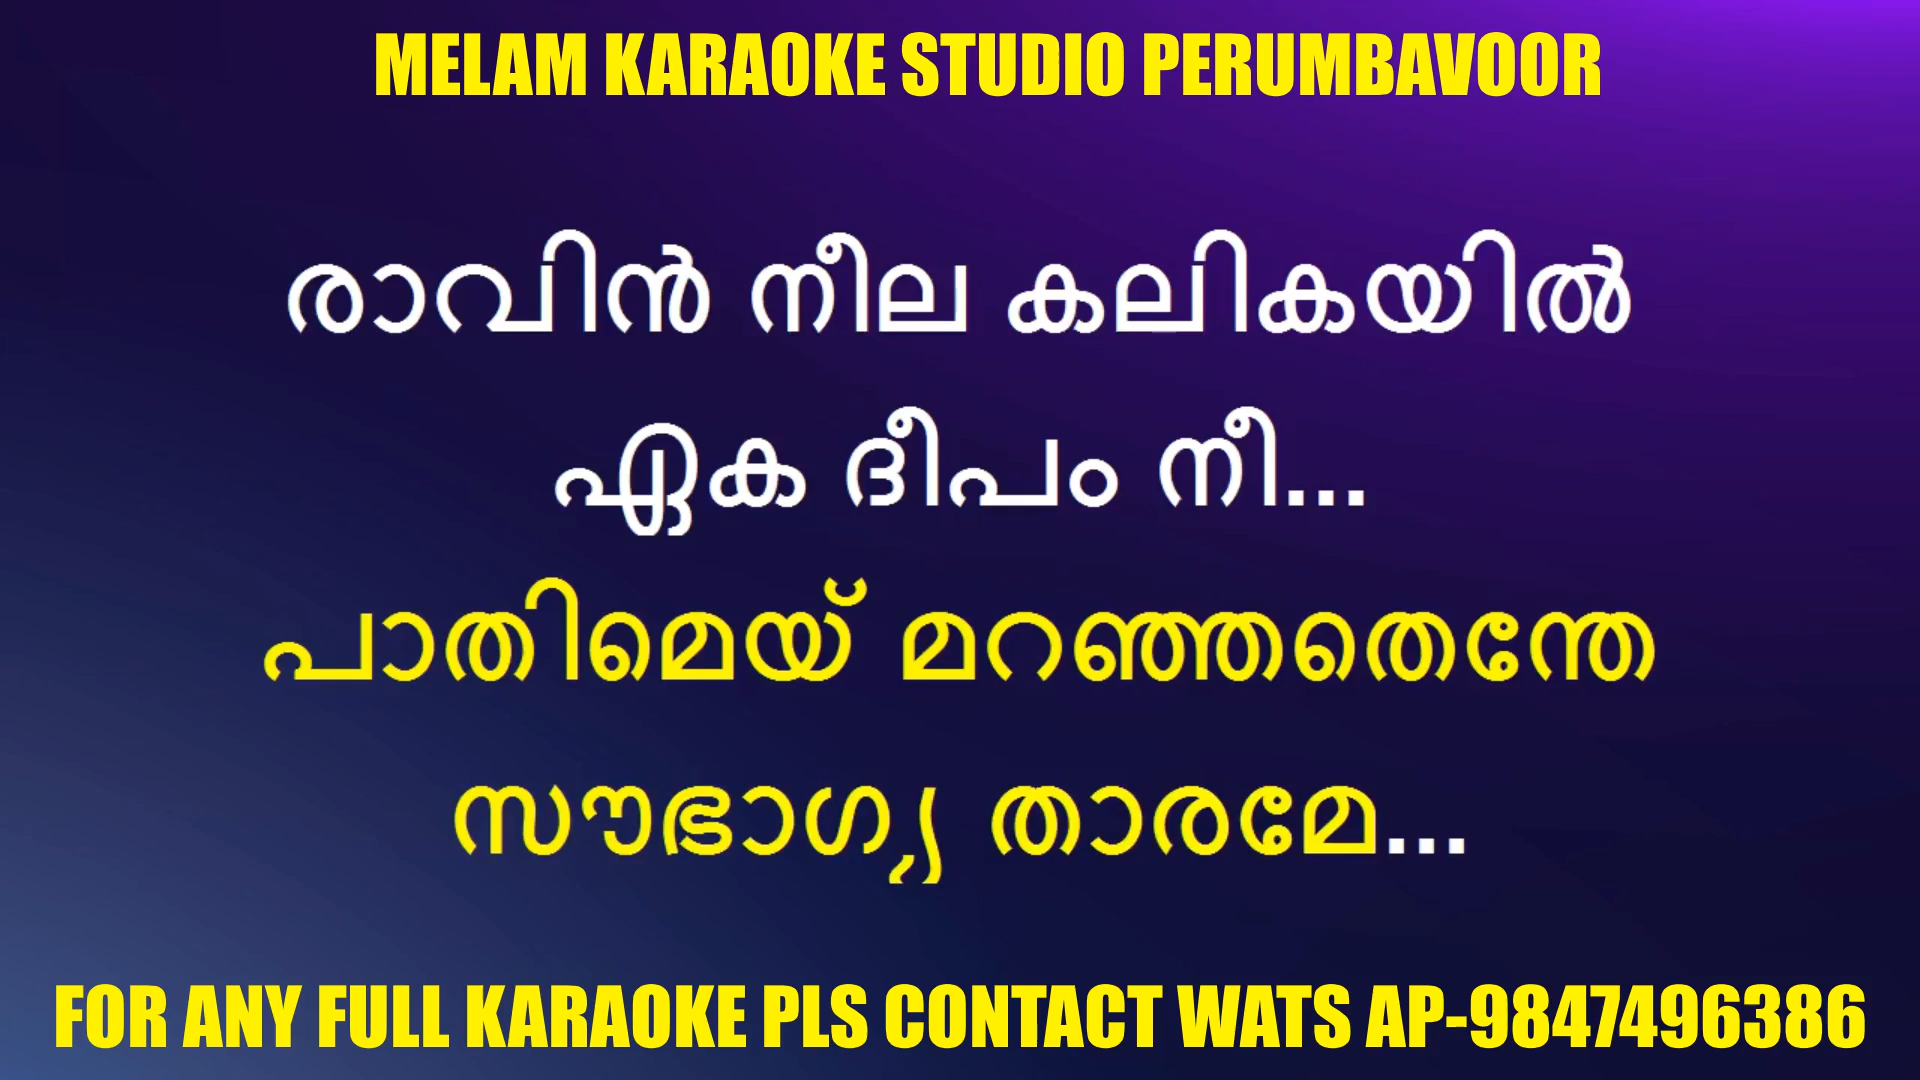 MELAM KARAOKE STUDIO PERUMBAVOOR
രാവിൻ നീല കലികയിൽ
ഏക ദീപം നീ...
പാതിമെയ് മറഞ്ഞതെന്തേ
സൗഭാഗ്യ താരമേ...
FOR ANY FULL KARAOKE PLS CONTACT WATS AP-9847496386